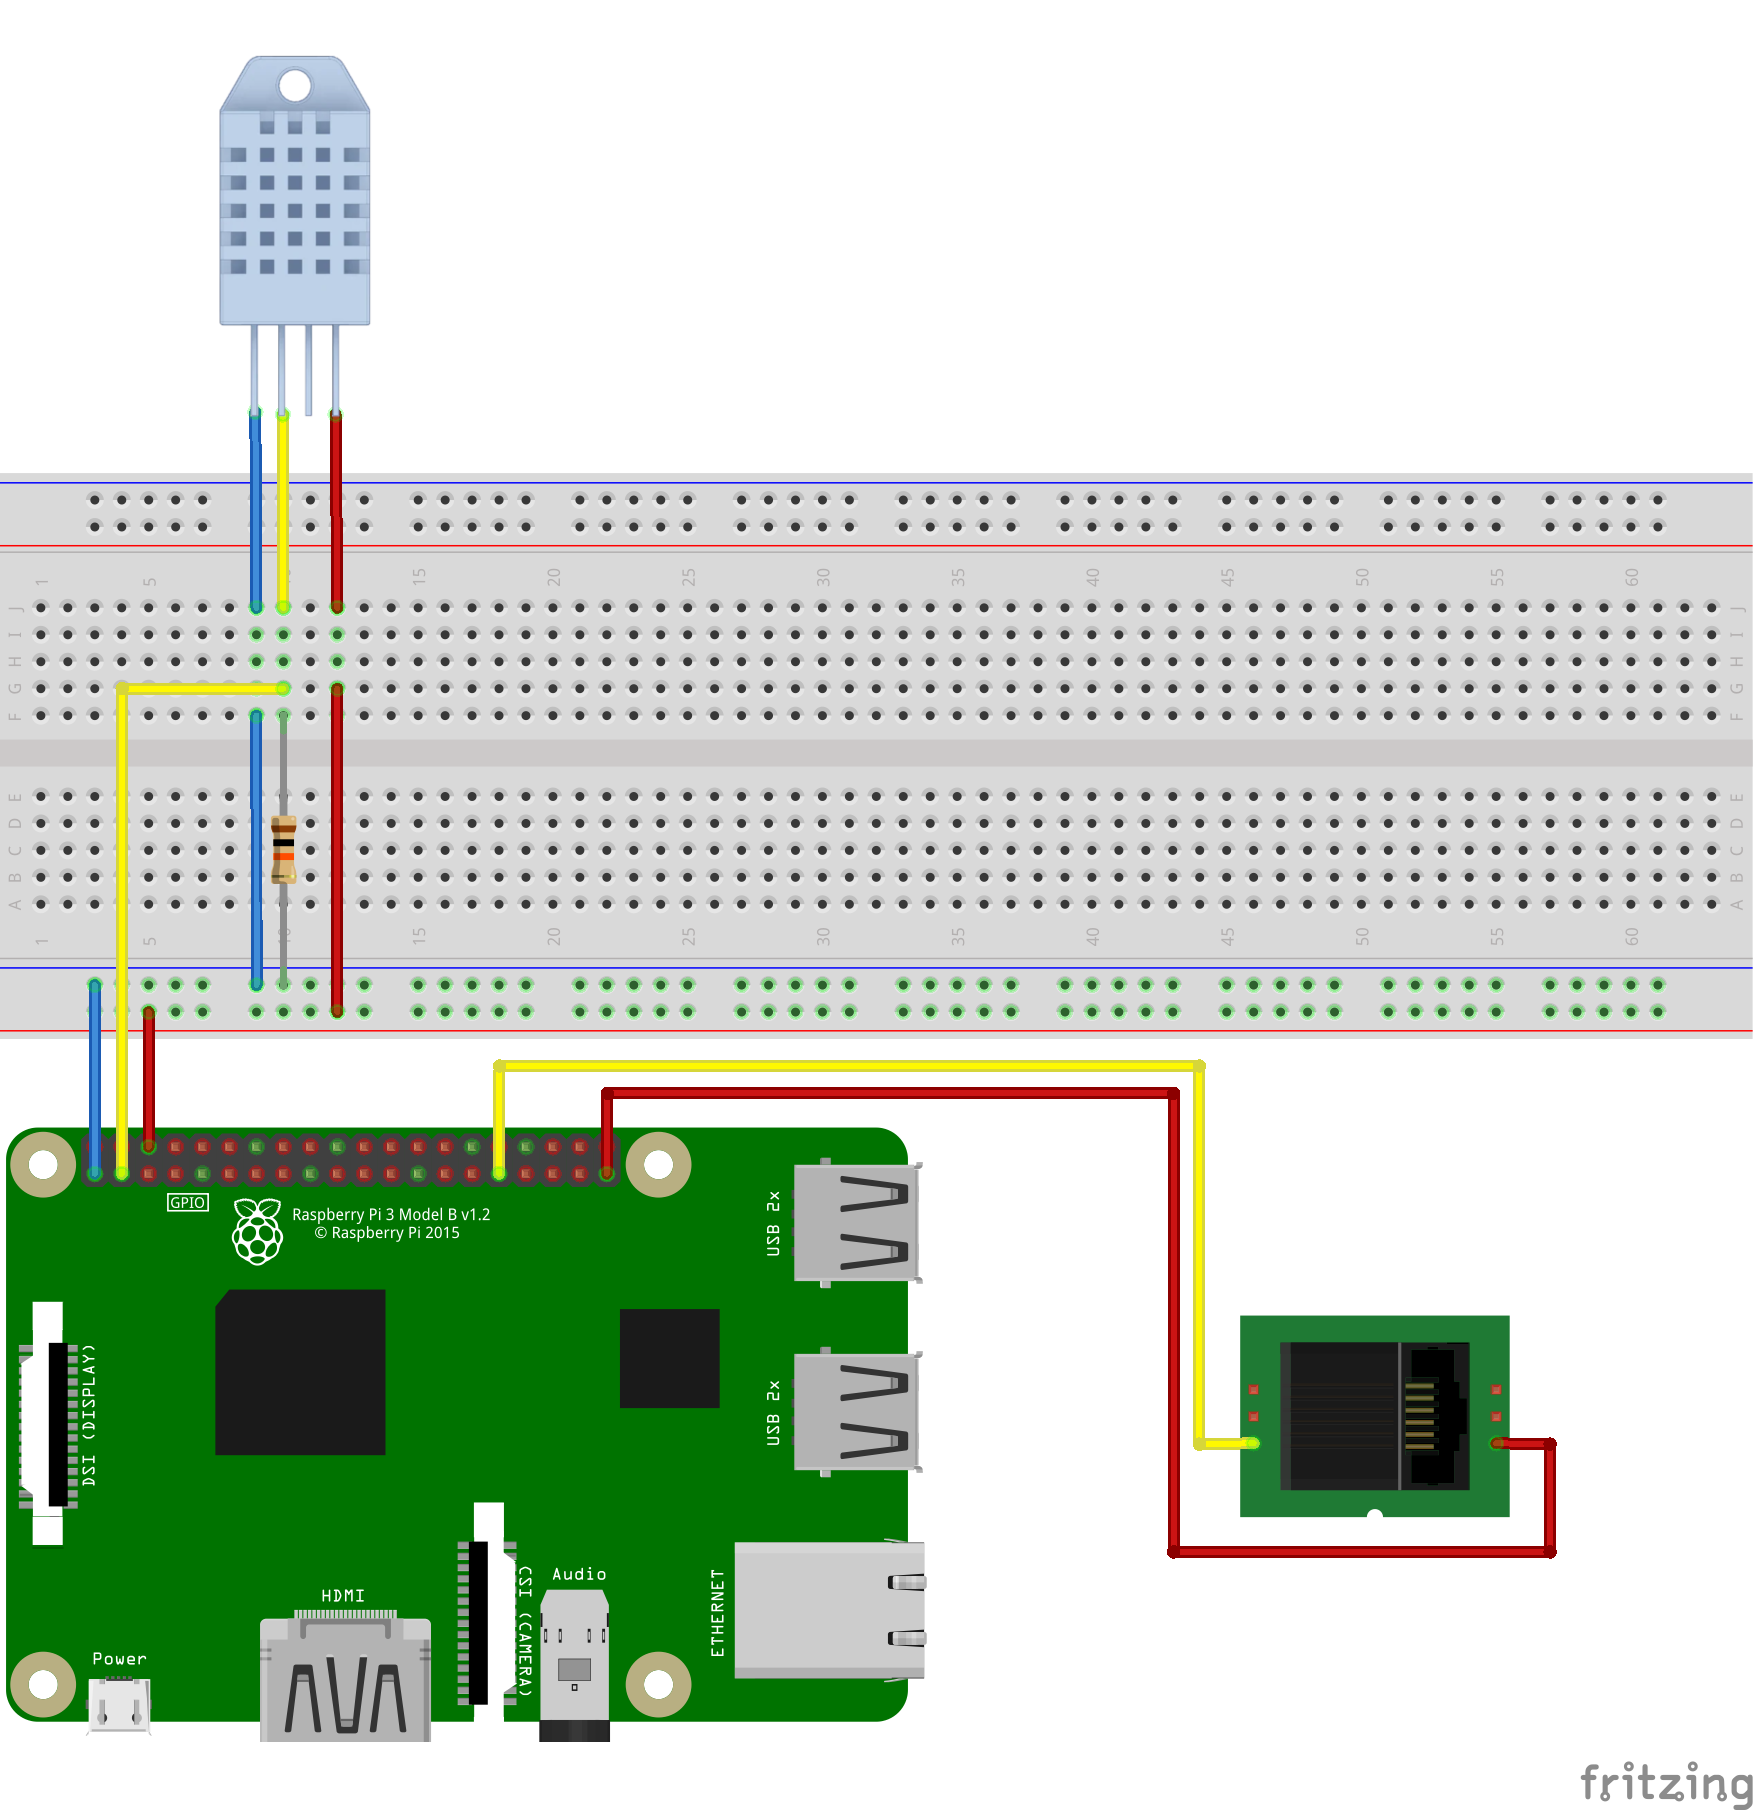 1 5 10 15 20 25 30 35 40 45 50 55 60
J J
I I
H H
G G
F F
E E
D D
C C
B B
A A
1 5 10 15 20 25 30 35 40 45 50 55 60
GPIO
Raspberry Pi 3 Model B v1.2
© Raspberry Pi 2015
USB 2x
USB 2x
DSI (DISPLAY)
CSI (CAMERA)
Audio
ETHERNET
HDMI
Power
fritzing